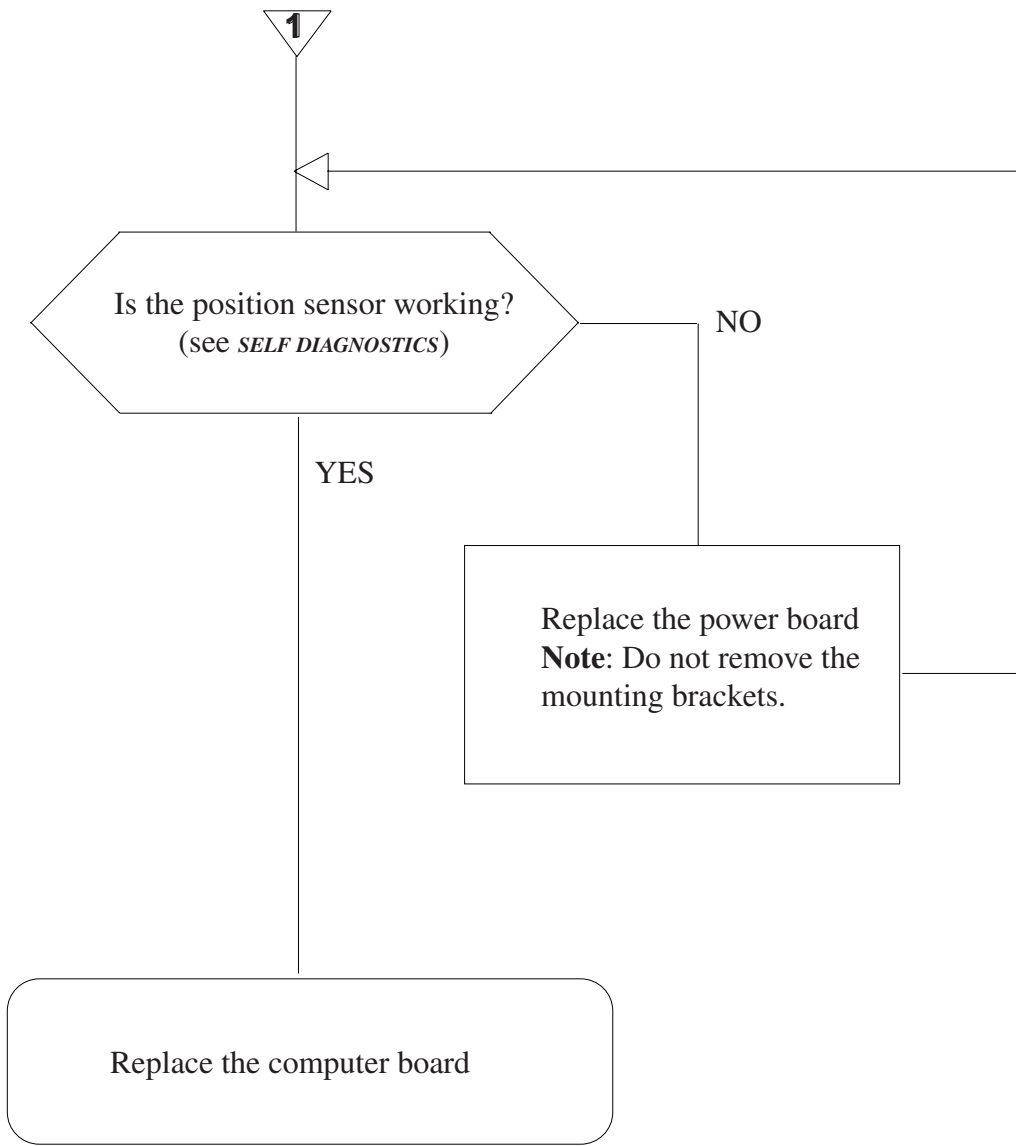 1
Is the position sensor working?
(see SELF DIAGNOSTICS)
NO
YES
Replace the power board
Note: Do not remove the
mounting brackets.
Replace the computer board